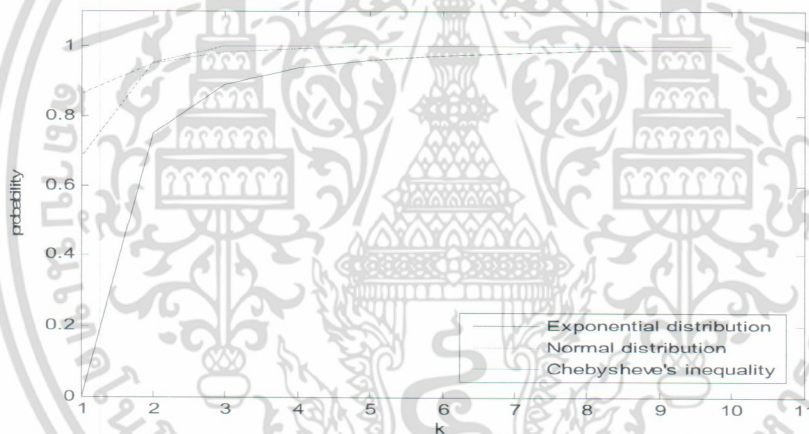 1
0.8
0.6
0.4
0.2
0
probability
1 2 3 4 5 6 7 8 9 10 11
k
Exponential distribution
Normal distribution
Chebysheve's inequality